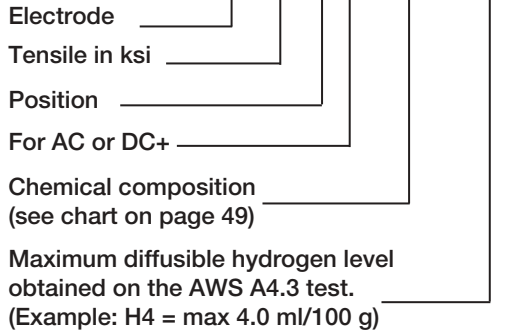 Electrode
Tensile in ksi
Position
For AC or DC+
Chemical composition
(see chart on page 49)
Maximum diffusible hydrogen level
obtained on the AWS A4.3 test.
(Example: H4 = max 4.0 ml/100 g)